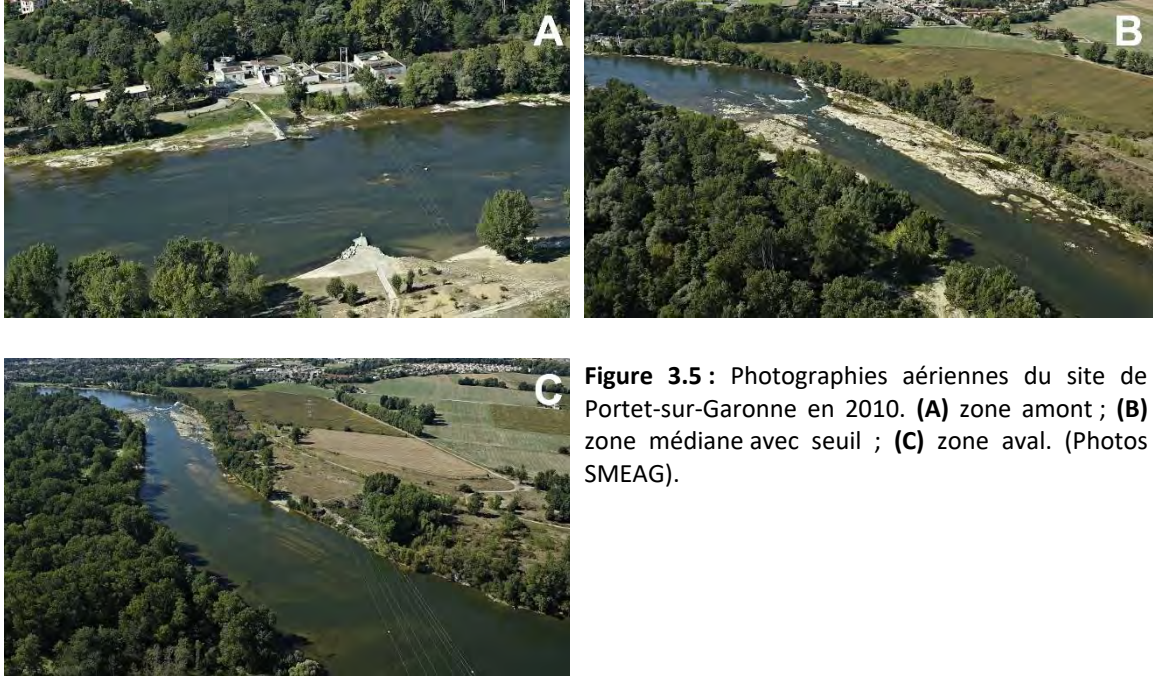 A
B
C
Figure 3.5 : Photographies aériennes du site de
Portet-sur-Garonne en 2010. (A) zone amont ; (B)
zone médiane avec seuil ; (C) zone aval. (Photos
SMEAG).